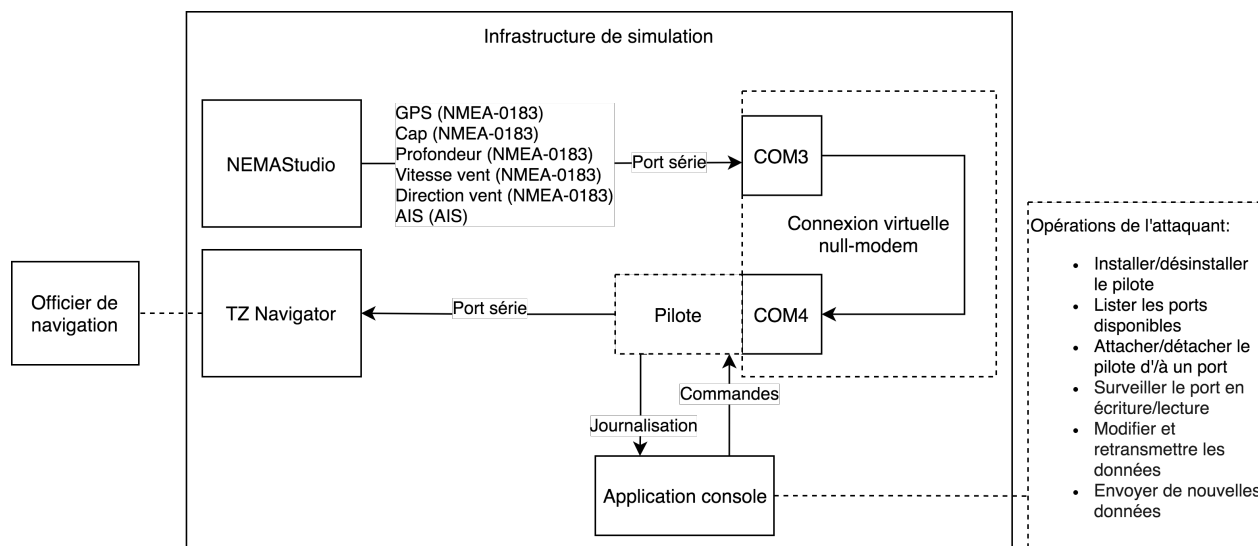 Infrastructure de simulation
NEMAStudio
GPS (NMEA-0183)
Cap (NMEA-0183)
Profondeur (NMEA-0183)
Vitesse vent (NMEA-0183)
Direction vent (NMEA-0183)
AIS (AIS)
Port série
COM3
Connexion virtuelle
null-modem
Officier de
navigation
TZ Navigator
Port série
Pilote
COM4
Commandes
Journalisation
Application console
Opérations de l'attaquant:
• Installer/désinstaller
le pilote
• Lister les ports
disponibles
• Attacher/détacher le
pilote d'/à un port
• Surveiller le port en
écriture/lecture
• Modifier et
retransmettre les
données
• Envoyer de nouvelles
données